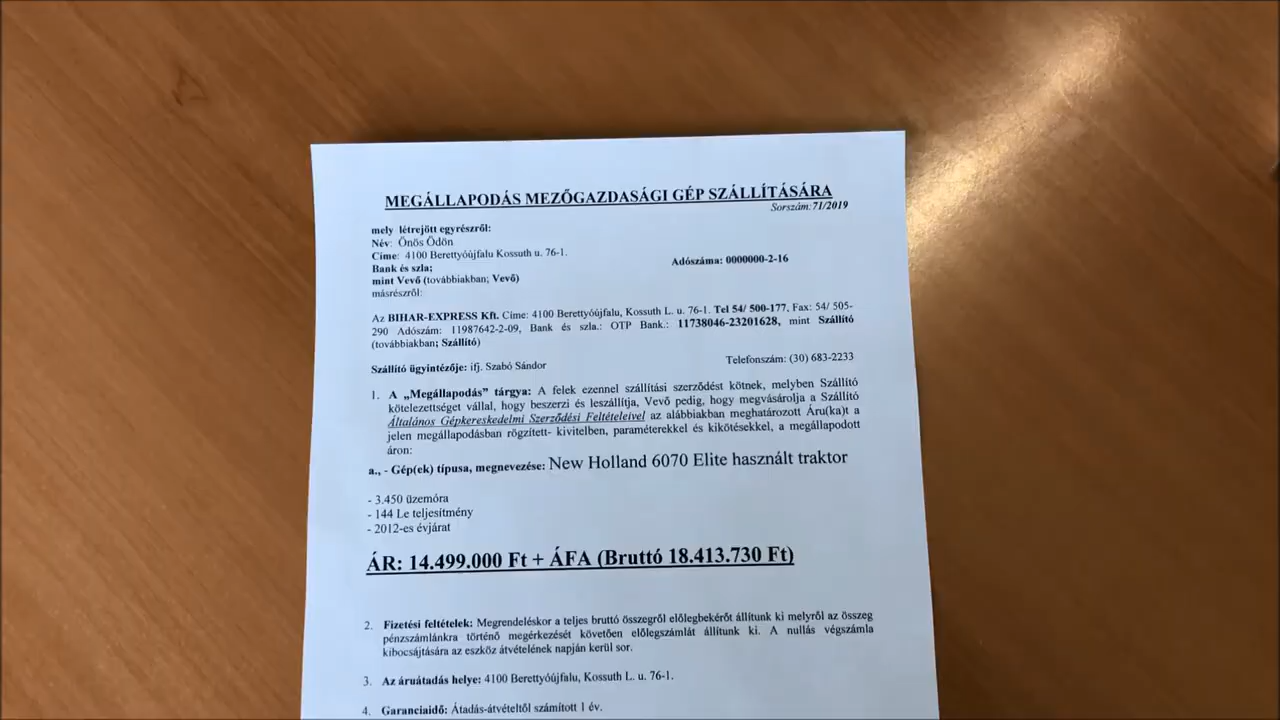 MEGÁLLAPODÁS MEZŐGAZDASÁGI GÉP SZÁLLÍTÁSÁRA
Sorszám:71/2019
mely létrejött egyrészről:
Név: Önös Ödön
Címe: 4100 Berettyóújfalu Kossuth u. 76-1.
Bank és szla;
Adószáma: 0000000-2-16
mint Vevő (továbbiakban; Vevő)
másrészről:
Az BIHAR-EXPRESS Kft. Címe: 4100 Berettyóújfalu, Kossuth L. u. 76-1. Tel 54/ 500-177, Fax: 54/ 505-
290 Adószám: 11987642-2-09, Bank és szla.: OTP Bank.: 11738046-23201628, mint Szállító
(továbbiakban; Szállító)
Szállító ügyintézője: ifj. Szabó Sándor
Telefonszám: (30) 683-2233
1. A „Megállapodás” tárgya: A felek ezennel szállítási szerződést kötnek, melyben Szállító
kötelezettséget vállal, hogy beszerzi és leszállítja, Vevő pedig, hogy megvásárolja a Szállító
Általános Gépkereskedelmi Szerződési Feltételeivel az alábbiakban meghatározott Áru(ka)t a
jelen megállapodásban rögzített- kivitelben, paraméterekkel és kikötésekkel, a megállapodott
áron:
a., - Gép(ek) típusa, megnevezése: New Holland 6070 Elite használt traktor
- 3.450 üzemóra
- 144 Le teljesítmény
- 2012-es évjárat
ÁR: 14.499.000 Ft + ÁFA (Bruttó 18.413.730 Ft)
2. Fizetési feltételek: Megrendeléskor a teljes bruttó összegről előlegbekérőt állítunk ki melyről az összeg
pénzszámlánkra történő megérkezését követően előlegszámlát állítunk ki. A nullás végszámla
kibocsájtására az eszköz átvételének napján kerül sor.
3. Az áruátadás helye: 4100 Berettyóújfalu, Kossuth L. u. 76-1.
4. Garanciaidő: Átadás-átvételtől számított 1 év.